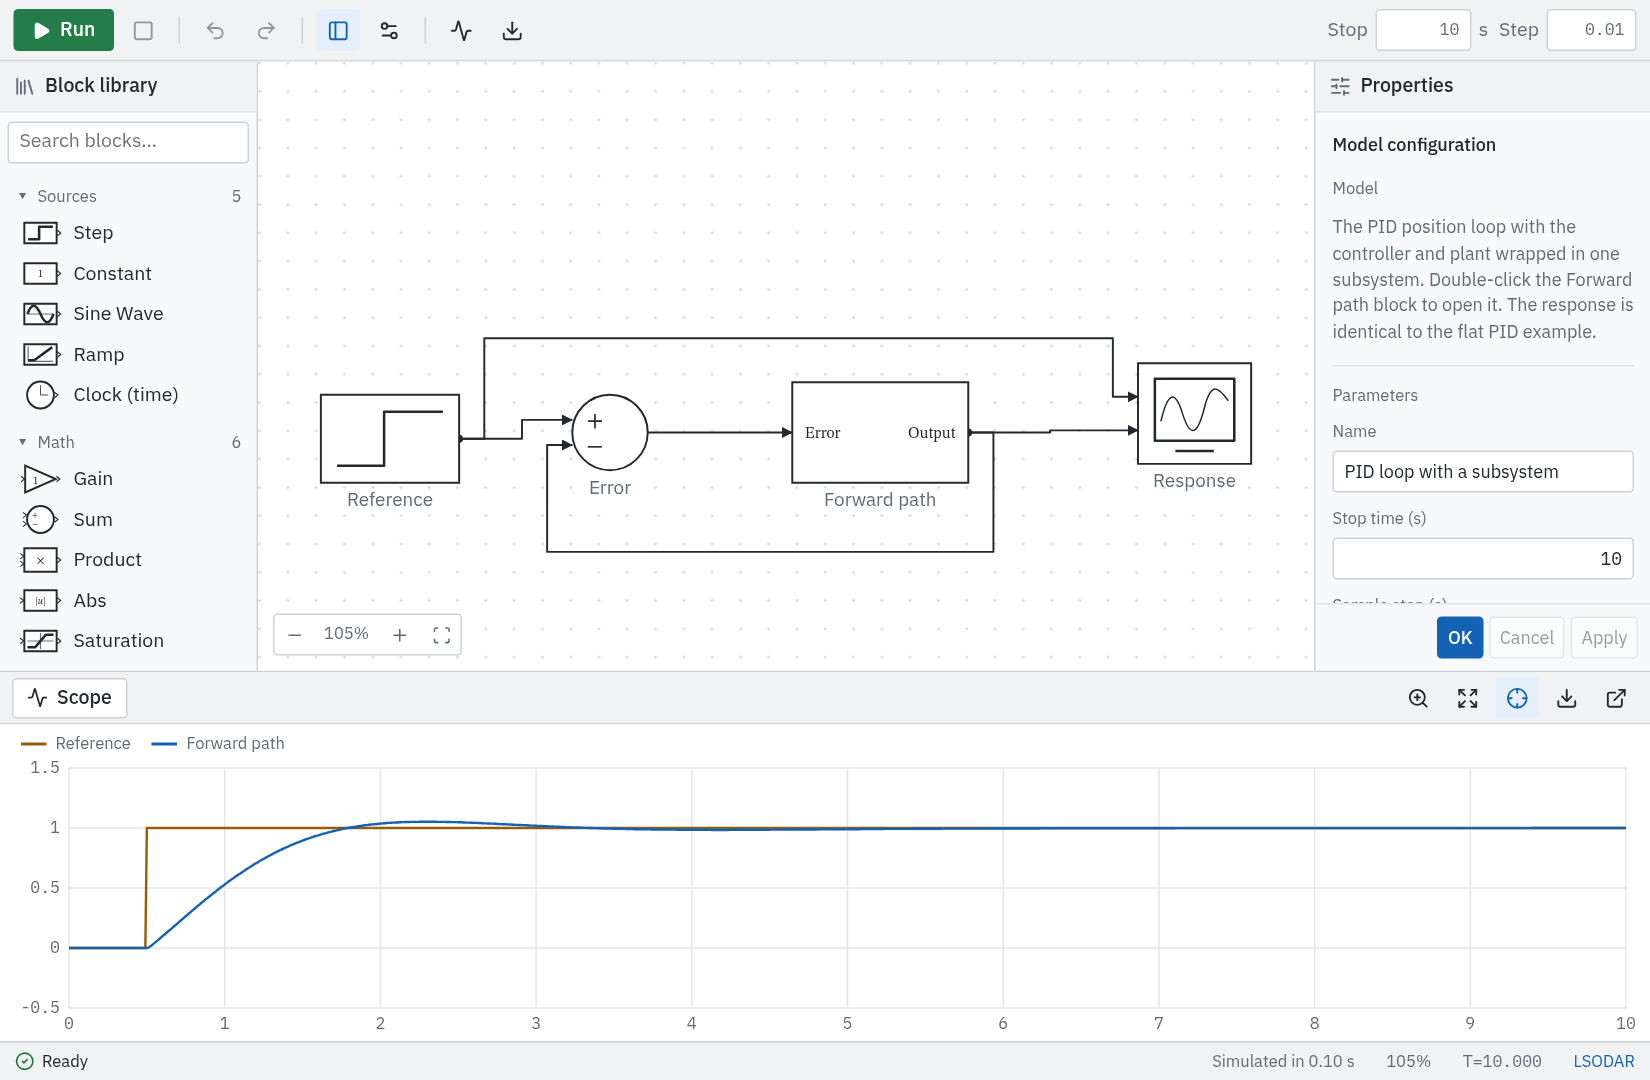 Run
Stop 10 s Step 0.01
Block library
Search blocks...
Sources 5
Step
1 Constant
Sine Wave
Ramp
Clock (time)
Math 6
1 Gain
+ − Sum
× Product
|u| Abs
Saturation
Reference
+
−
Error
Error Output
Forward path
Response
− 105% +
Properties
Model configuration
Model
The PID position loop with the
controller and plant wrapped in one
subsystem. Double-click the Forward
path block to open it. The response is
identical to the flat PID example.
Parameters
Name
PID loop with a subsystem
Stop time (s)
10
Sample step (s)
OK Cancel Apply
Scope
Reference Forward path
1.5
1
0.5
0
-0.5
0 1 2 3 4 5 6 7 8 9 10
Ready
Simulated in 0.10 s 105% T=10.000 LSODAR